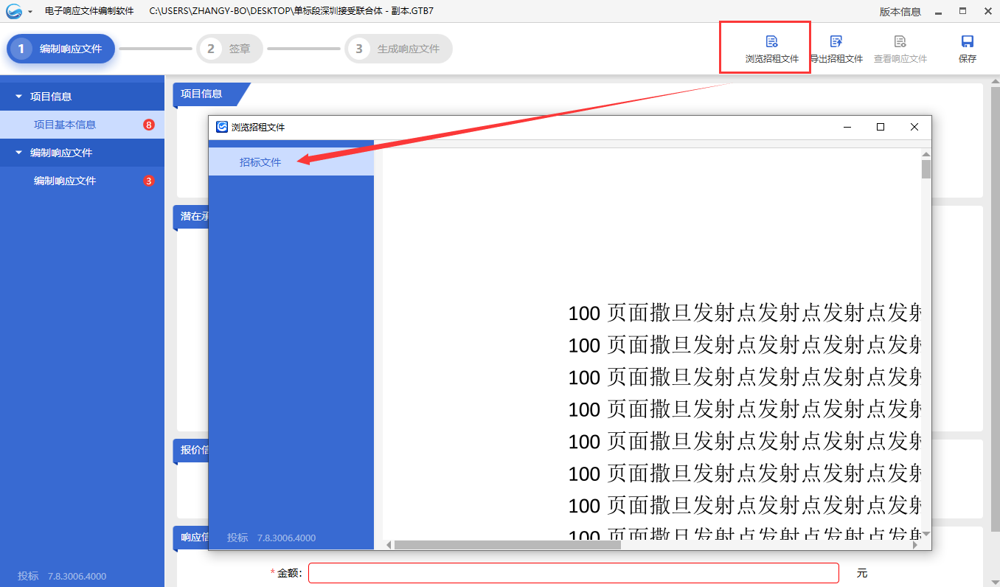 电子响应文件编制软件 C:\USERS\ZHANGY-BO\DESKTOP\单标段深圳接受联合体 - 副本.GTB7 版本信息
1 编制响应文件 2 签章 3 生成响应文件
浏览招租文件 导出招租文件 查看响应文件 保存
项目信息
项目基本信息 8
编制响应文件
编制响应文件 3
投标 7.8.3006.4000
项目信息
潜在承
报价信
响应信
*金额: 元
浏览招租文件
招标文件
投标 7.8.3006.4000
100 页面撒旦发射点发射点发射点发射
100 页面撒旦发射点发射点发射点发射
100 页面撒旦发射点发射点发射点发射
100 页面撒旦发射点发射点发射点发射
100 页面撒旦发射点发射点发射点发射
100 页面撒旦发射点发射点发射点发射
100 页面撒旦发射点发射点发射点发射
100 页面撒旦发射点发射点发射点发射